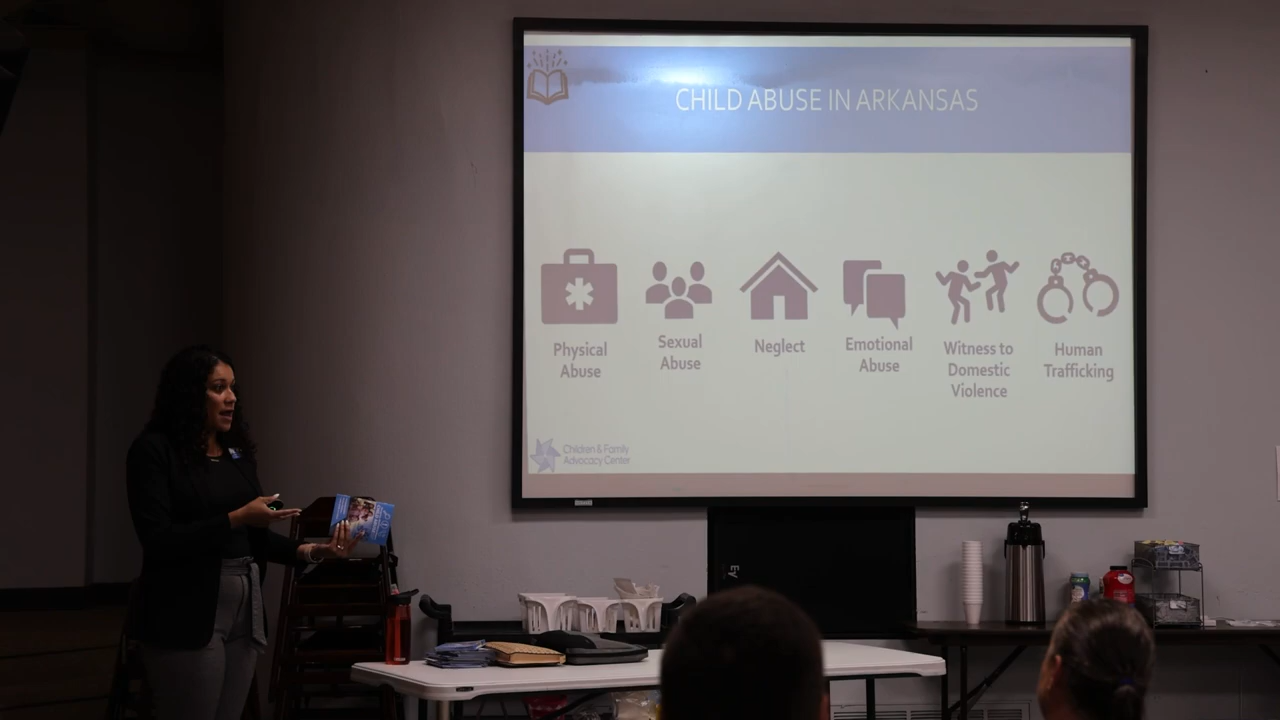 CHILD ABUSE IN ARKANSAS
Physical
Abuse
Sexual
Abuse
Neglect
Emotional
Abuse
Witness to
Domestic
Violence
Human
Trafficking
Children & Family
Advocacy Center